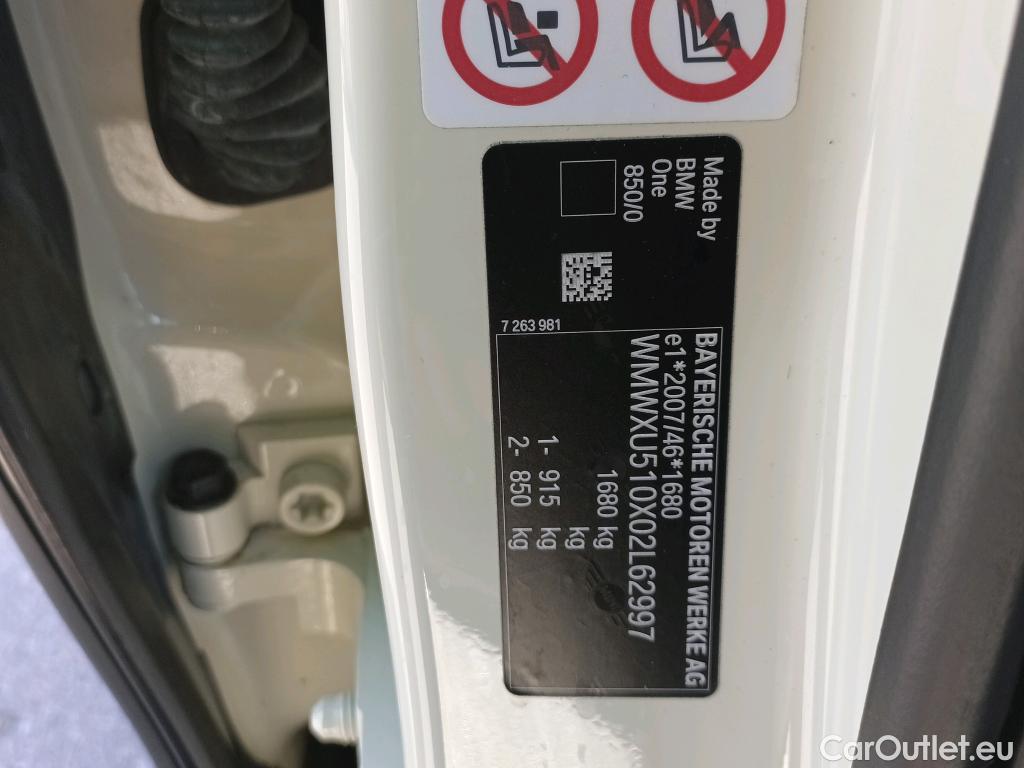 Made by
BMW
One
850/0
7 263 981
BAYERISCHE MOTOREN WERKE AG
e1*2007/46*1680
WMWXU510X02L62997
1680 kg
kg
1- 915 kg
2- 850 kg
CarOutlet.eu